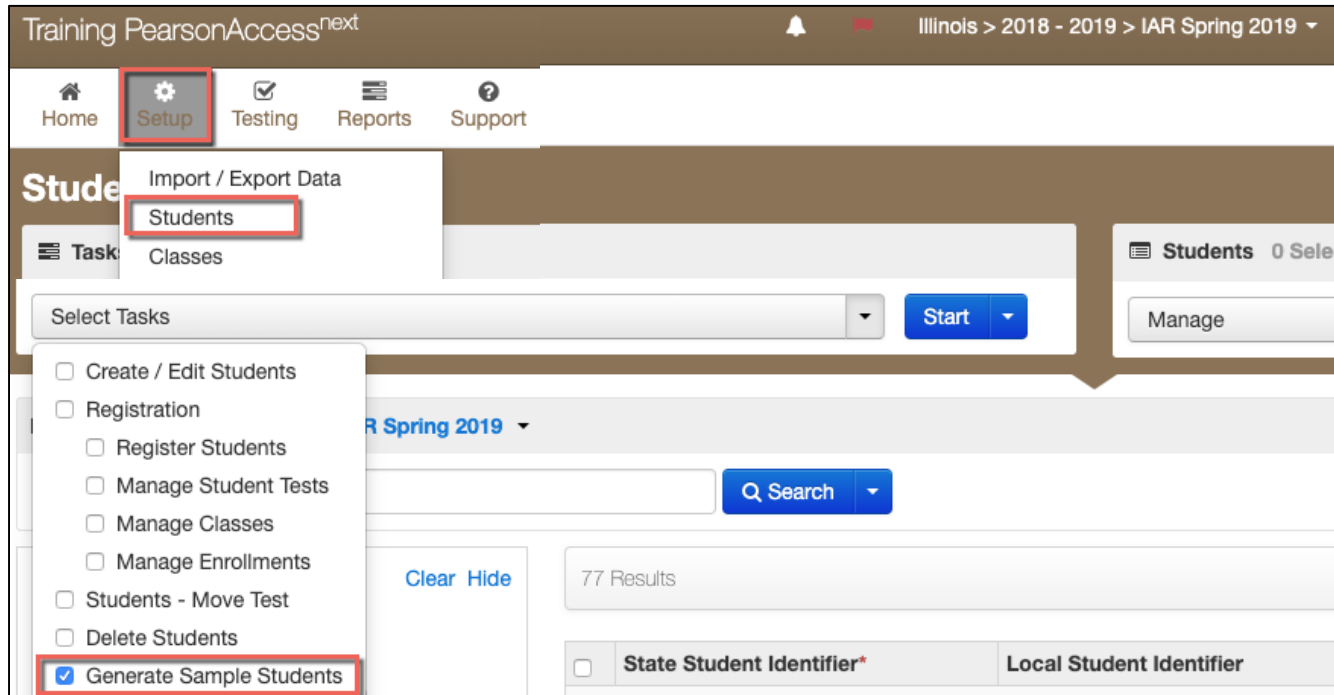 Training PearsonAccessnext
Illinois > 2018 - 2019 > IAR Spring 2019
Home Setup Testing Reports Support
Import / Export Data
Students
Classes
Stude
Task
Students 0 Sele
Select Tasks
Start
Manage
Create / Edit Students
Registration
Register Students
Manage Student Tests
Manage Classes
Manage Enrollments
Students - Move Test
Delete Students
Generate Sample Students
R Spring 2019
Search
Clear Hide
77 Results
State Student Identifier* Local Student Identifier